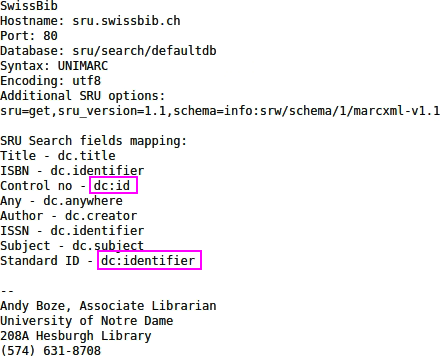 SwissBib
Hostname: sru.swissbib.ch
Port: 80
Database: sru/search/defaultdb
Syntax: UNIMARC
Encoding: utf8
Additional SRU options:
sru=get,sru_version=1.1,schema=info:srw/schema/1/marcxml-v1.1
SRU Search fields mapping:
Title - dc.title
ISBN - dc.identifier
Control no - dc:id
Any - dc.anywhere
Author - dc.creator
ISSN - dc.identifier
Subject - dc.subject
Standard ID - dc:identifier
--
Andy Boze, Associate Librarian
University of Notre Dame
208A Hesburgh Library
(574) 631-8708